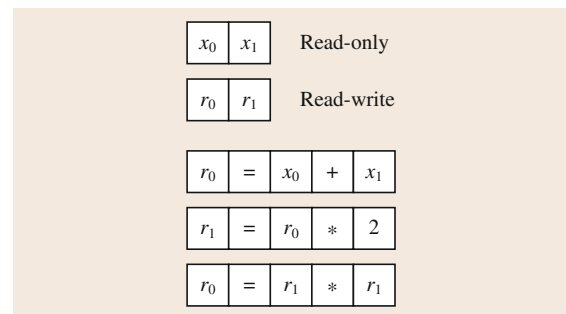 x₀ x₁ Read-only
r₀ r₁ Read-write
r₀ = x₀ + x₁
r₁ = r₀ * 2
r₀ = r₁ * r₁